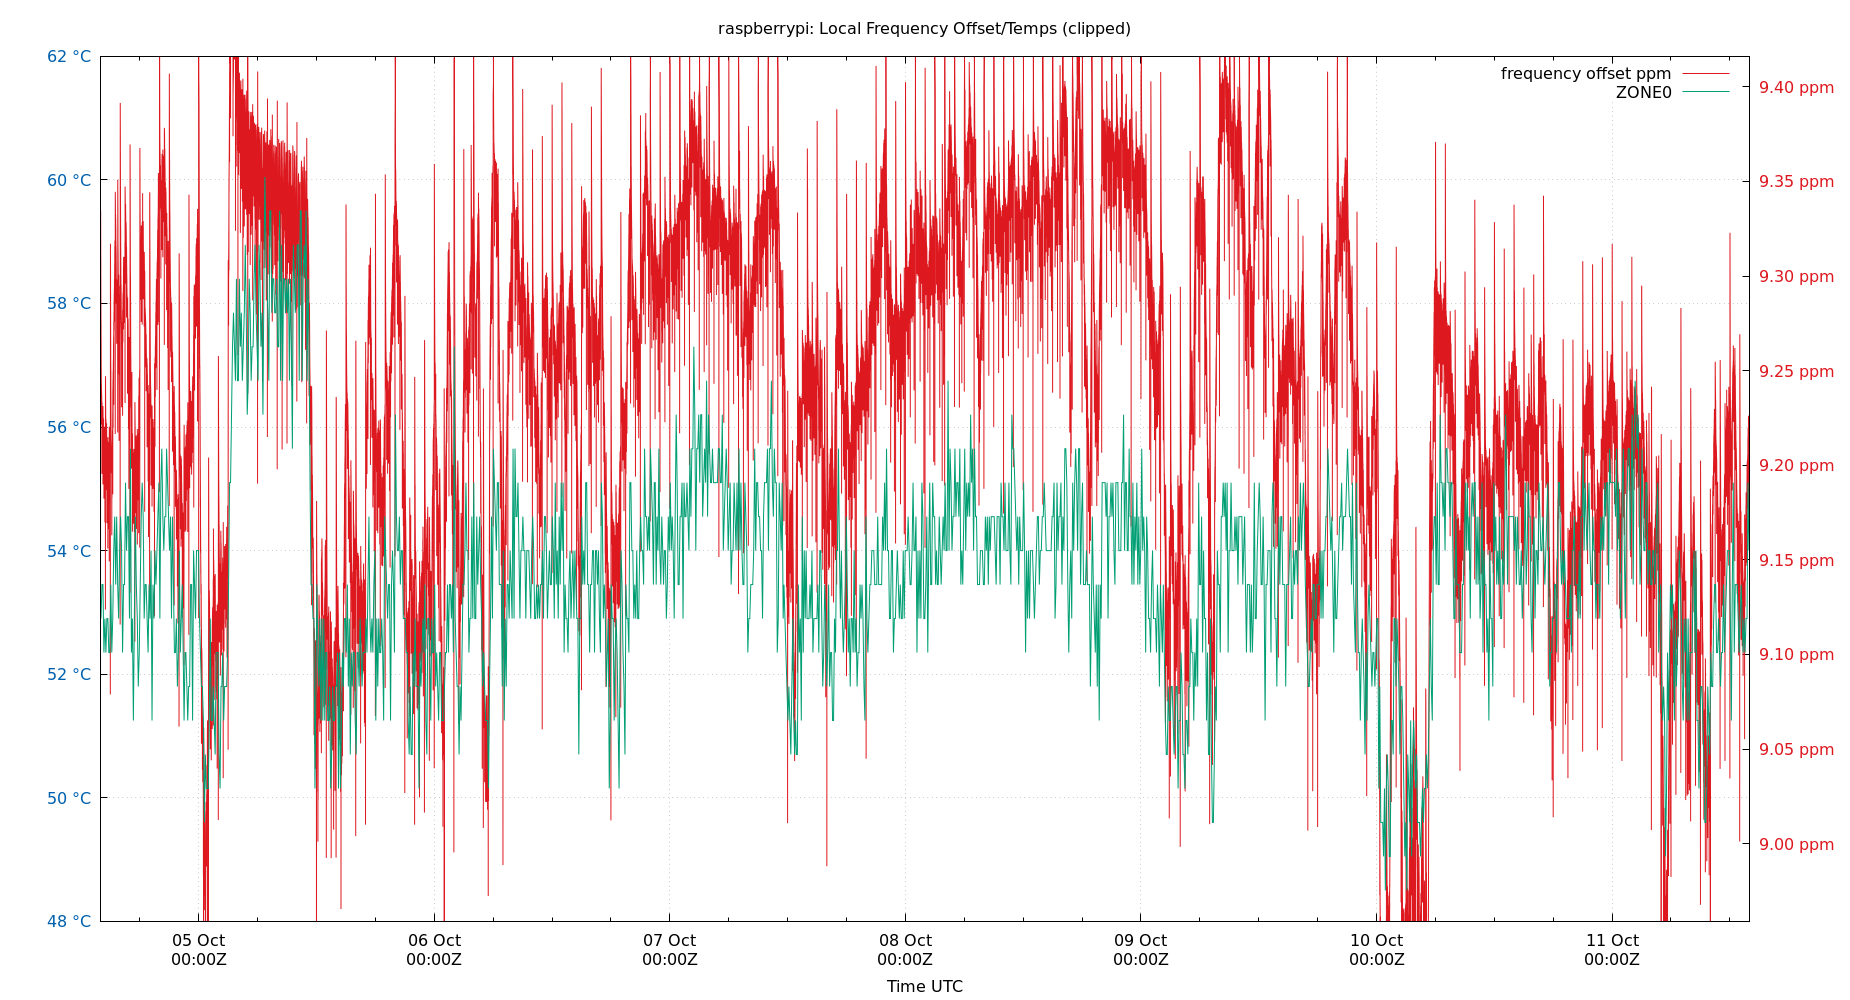 raspberrypi: Local Frequency Offset/Temps (clipped)
frequency offset ppm
ZONE0
62 °C
60 °C
58 °C
56 °C
54 °C
52 °C
50 °C
48 °C
9.40 ppm
9.35 ppm
9.30 ppm
9.25 ppm
9.20 ppm
9.15 ppm
9.10 ppm
9.05 ppm
9.00 ppm
05 Oct
00:00Z
06 Oct
00:00Z
07 Oct
00:00Z
08 Oct
00:00Z
09 Oct
00:00Z
10 Oct
00:00Z
11 Oct
00:00Z
Time UTC